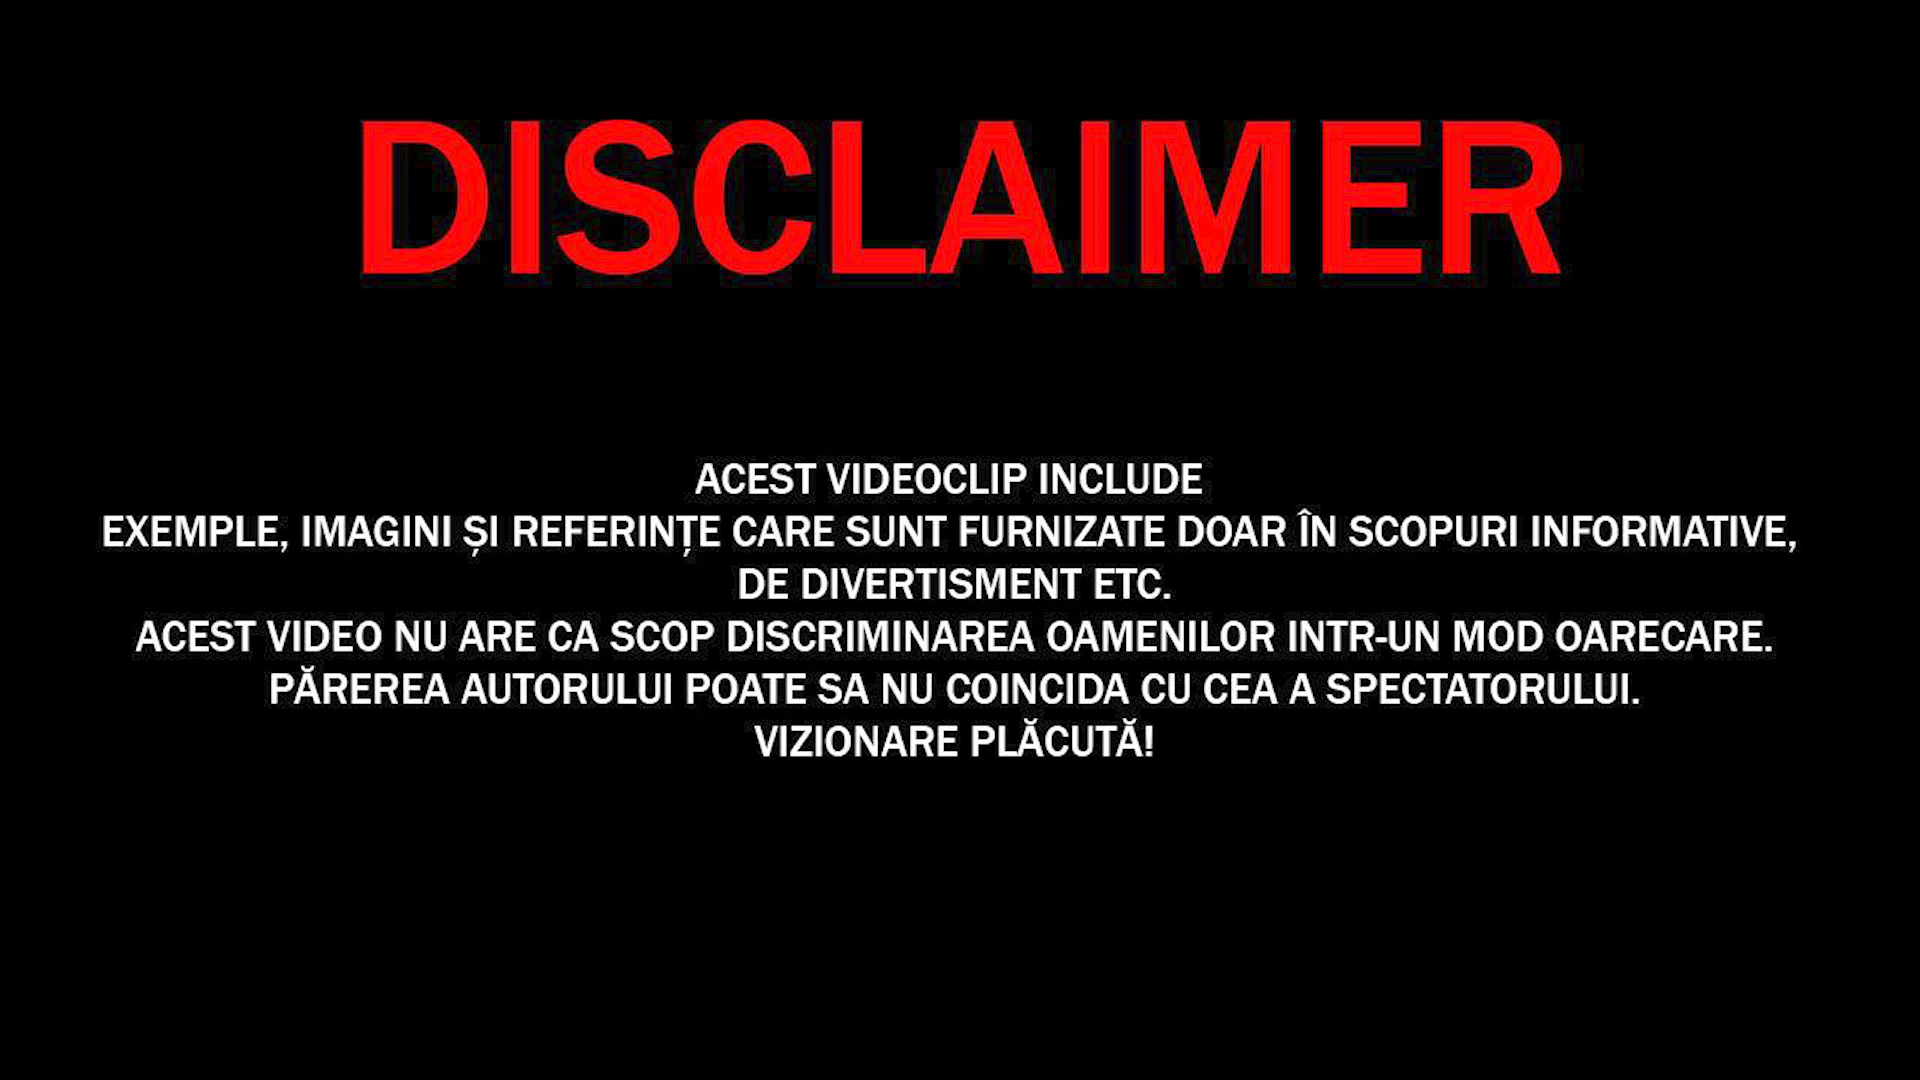 DISCLAIMER
ACEST VIDEOCLIP INCLUDE
EXEMPLE, IMAGINI ȘI REFERINȚE CARE SUNT FURNIZATE DOAR ÎN SCOPURI INFORMATIVE,
DE DIVERTISMENT ETC.
ACEST VIDEO NU ARE CA SCOP DISCRIMINAREA OAMENILOR INTR-UN MOD OARECARE.
PĂREREA AUTORULUI POATE SA NU COINCIDA CU CEA A SPECTATORULUI.
VIZIONARE PLĂCUTĂ!